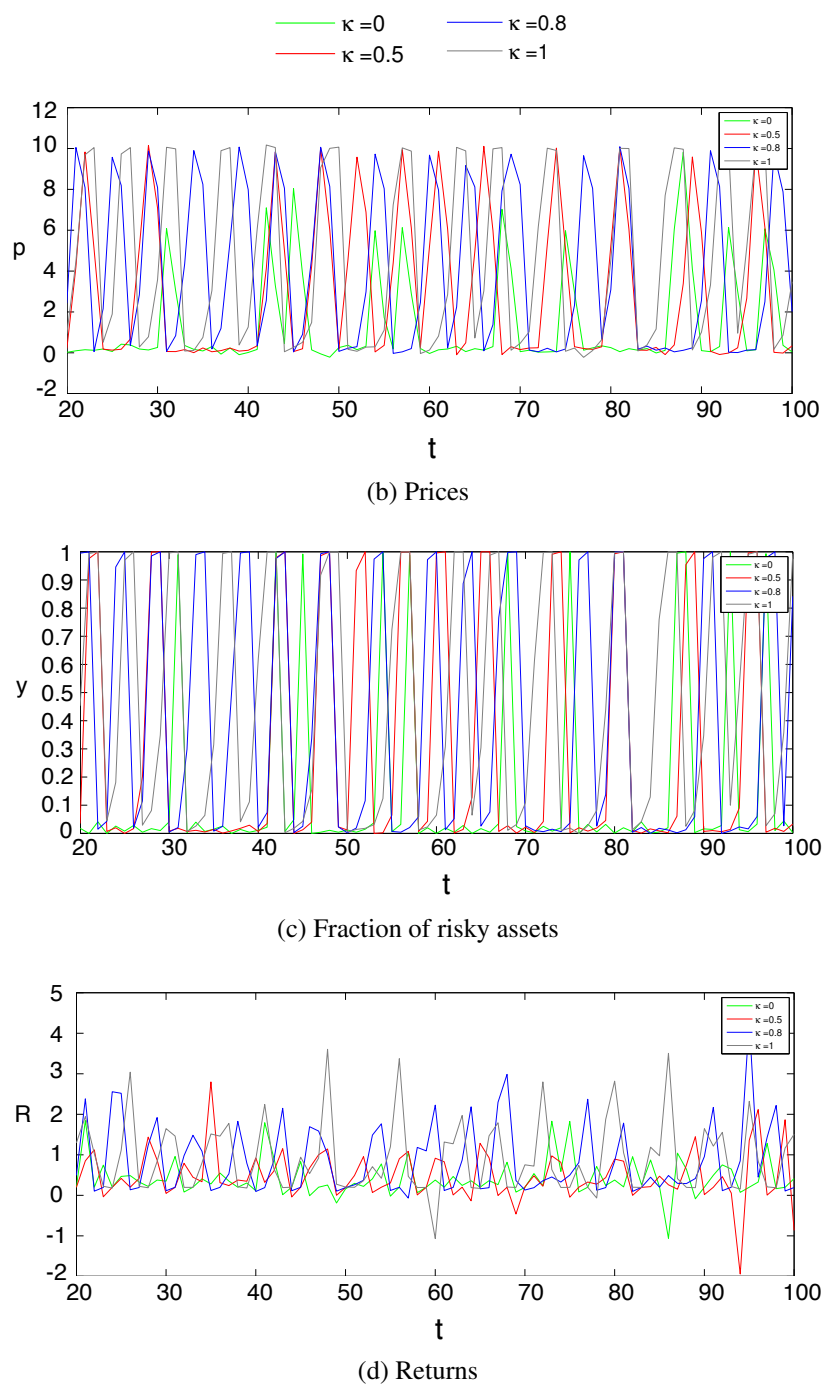 κ =0 κ =0.8
κ =0.5 κ =1
12
10
8
6
4
2
0
-2
p
κ =0
κ =0.5
κ =0.8
κ =1
20 30 40 50 60 70 80 90 100
t
(b) Prices
1
0.9
0.8
0.7
0.6
0.5
0.4
0.3
0.2
0.1
0
y
κ =0
κ =0.5
κ =0.8
κ =1
20 30 40 50 60 70 80 90 100
t
(c) Fraction of risky assets
5
4
3
2
1
0
-1
-2
R
κ =0
κ =0.5
κ =0.8
κ =1
20 30 40 50 60 70 80 90 100
t
(d) Returns